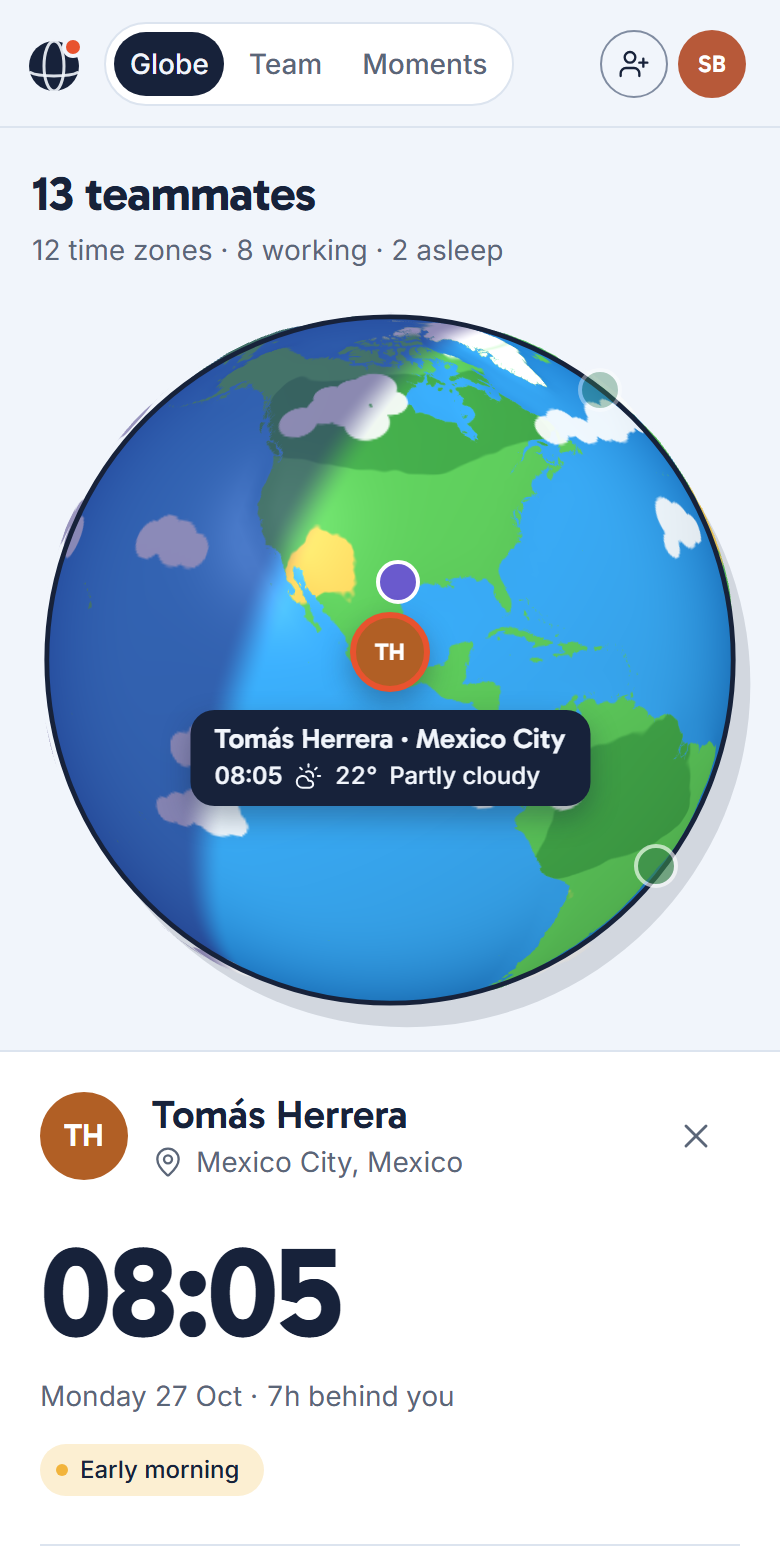 Globe Team Moments SB
13 teammates
12 time zones · 8 working · 2 asleep
TH
Tomás Herrera · Mexico City
08:05 22° Partly cloudy
TH
Tomás Herrera
Mexico City, Mexico
08:05
Monday 27 Oct · 7h behind you
Early morning